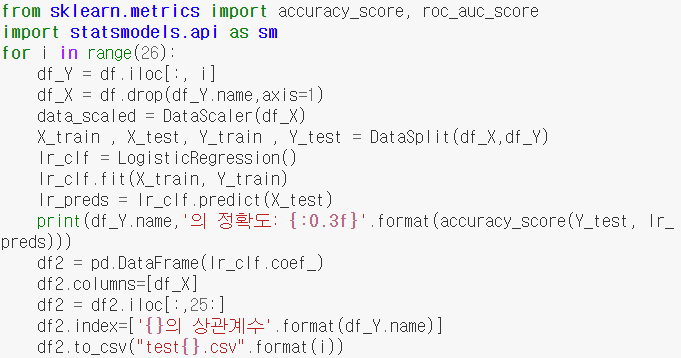 from sklearn.metrics import accuracy_score, roc_auc_score
import statsmodels.api as sm
for i in range(26):
    df_Y = df.iloc[:, i]
    df_X = df.drop(df_Y.name,axis=1)
    data_scaled = DataScaler(df_X)
    X_train , X_test, Y_train , Y_test = DataSplit(df_X,df_Y)
    lr_clf = LogisticRegression()
    lr_clf.fit(X_train, Y_train)
    lr_preds = lr_clf.predict(X_test)
    print(df_Y.name,'의 정확도: {:0.3f}'.format(accuracy_score(Y_test, lr_
preds)))
    df2 = pd.DataFrame(lr_clf.coef_)
    df2.columns=[df_X]
    df2 = df2.iloc[:,25:]
    df2.index=['{}의 상관계수'.format(df_Y.name)]
    df2.to_csv("test{}.csv".format(i))